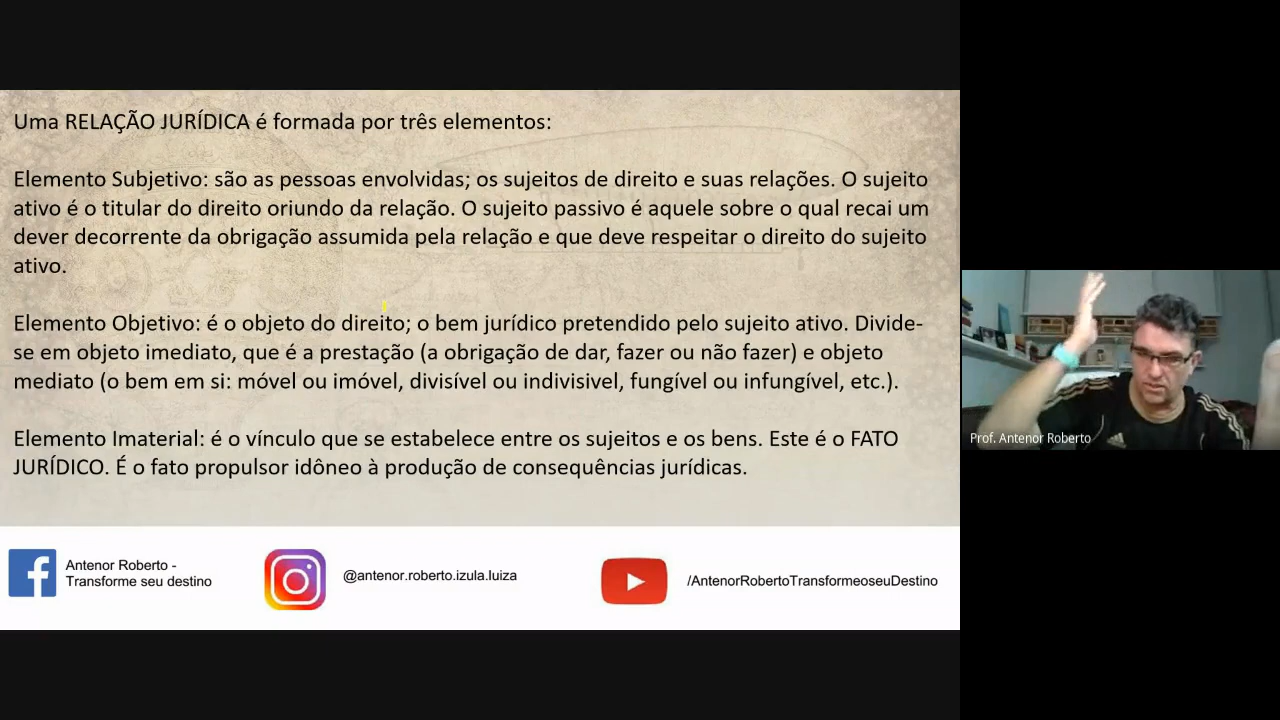 Uma RELAÇÃO JURÍDICA é formada por três elementos:
Elemento Subjetivo: são as pessoas envolvidas; os sujeitos de direito e suas relações. O sujeito
ativo é o titular do direito oriundo da relação. O sujeito passivo é aquele sobre o qual recai um
dever decorrente da obrigação assumida pela relação e que deve respeitar o direito do sujeito
ativo.
Elemento Objetivo: é o objeto do direito; o bem jurídico pretendido pelo sujeito ativo. Divide-
se em objeto imediato, que é a prestação (a obrigação de dar, fazer ou não fazer) e objeto
mediato (o bem em si: móvel ou imóvel, divisível ou indivisivel, fungível ou infungível, etc.).
Elemento Imaterial: é o vínculo que se estabelece entre os sujeitos e os bens. Este é o FATO
JURÍDICO. É o fato propulsor idôneo à produção de consequências jurídicas.
Antenor Roberto -
Transforme seu destino
@antenor.roberto.izula.luiza
/AntenorRobertoTransformeoseuDestino
Prof. Antenor Roberto